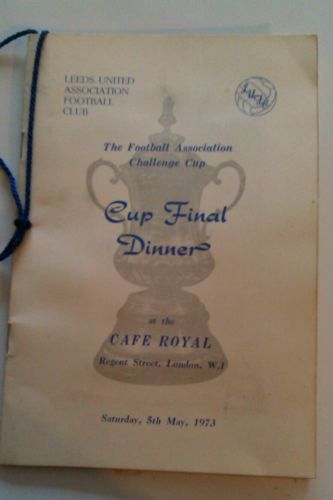 LEEDS UNITED
ASSOCIATION
FOOTBALL
CLUB
The Football Association
Challenge Cup
Cup Final
Dinner
at the
CAFE ROYAL
Regent Street, London, W.1
Saturday, 5th May, 1973